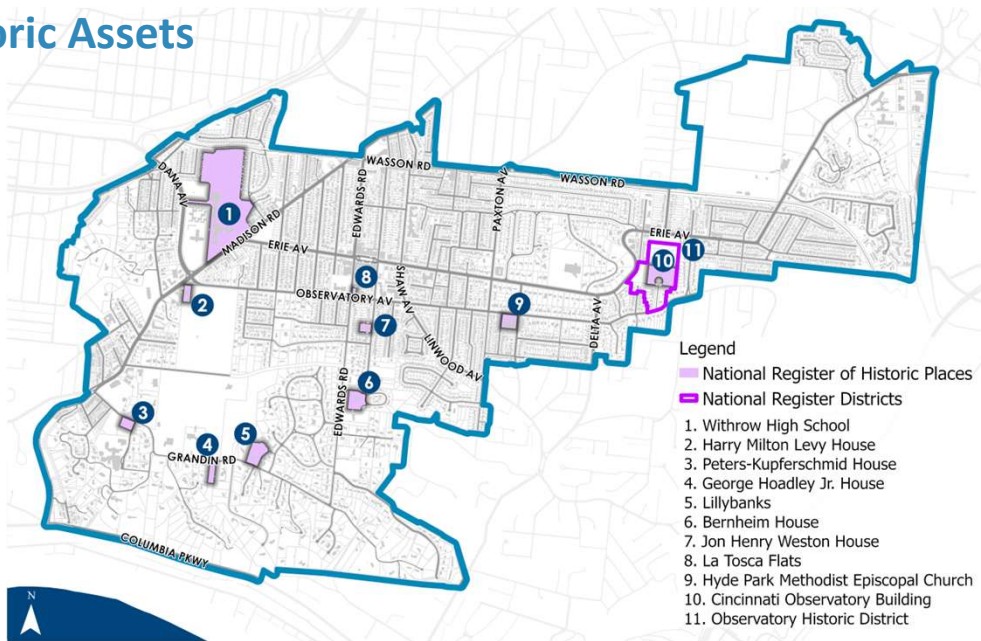 oric Assets
WASSON RD
WASSON RD
DANA AV
MADISON RD
EDWARDS RD
PAXTON AV
ERIE AV
ERIE AV
1
10
11
8
SHAW AV
OBSERVATORY AV
2
9
7
LINWOOD AV
DELTA AV
EDWARDS RD
6
3
4
5
GRANDIN RD
COLUMBIA PKWY
N
Legend
National Register of Historic Places
National Register Districts
1. Withrow High School
2. Harry Milton Levy House
3. Peters-Kupferschmid House
4. George Hoadley Jr. House
5. Lillybanks
6. Bernheim House
7. Jon Henry Weston House
8. La Tosca Flats
9. Hyde Park Methodist Episcopal Church
10. Cincinnati Observatory Building
11. Observatory Historic District